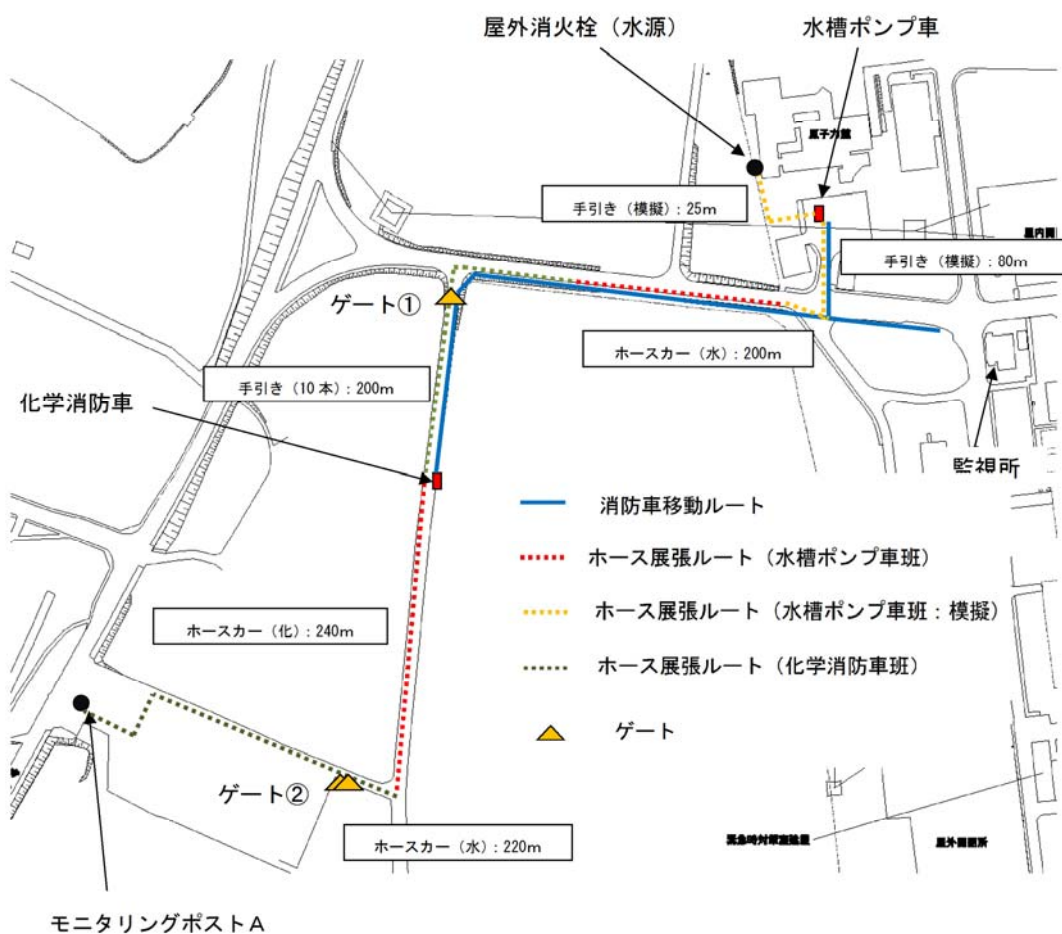 屋外消火栓（水源）
水槽ポンプ車
手引き（模擬）：25m
手引き（模擬）：80m
ゲート①
ホースカー（水）：200m
手引き（10本）：200m
化学消防車
監視所
消防車移動ルート
ホース展張ルート（水槽ポンプ車班）
ホース展張ルート（水槽ポンプ車班：模擬）
ホース展張ルート（化学消防車班）
ゲート
ホースカー（化）：240m
ゲート②
ホースカー（水）：220m
モニタリングポストA